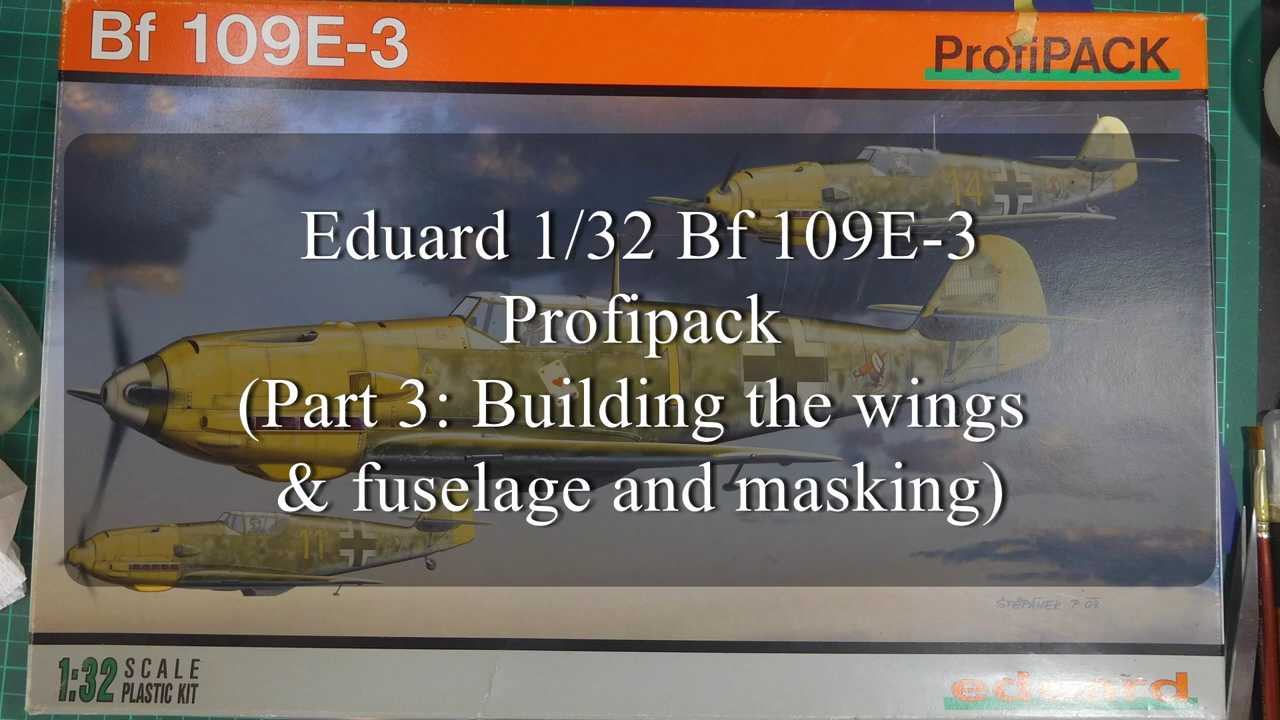 Bf 109E-3
ProfiPACK
14
Eduard 1/32 Bf 109E-3
Profipack
(Part 3: Building the wings
& fuselage and masking)
11
ŠTĚPÁNEK P 09
1:32 SCALE
PLASTIC KIT
eduard